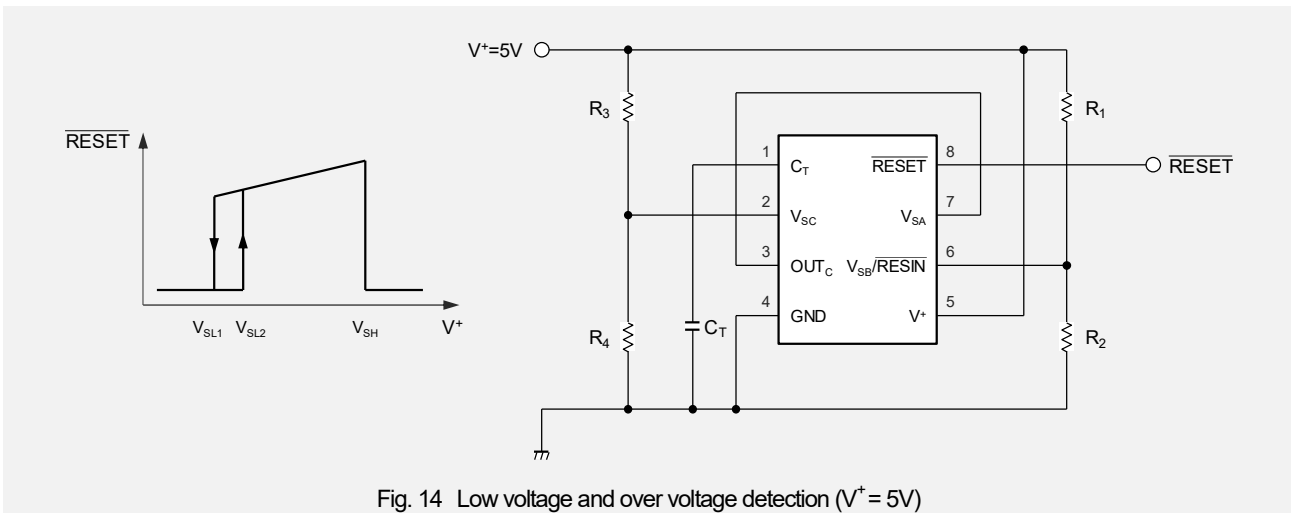 RESET
V+
VSL1 VSL2 VSH
V+=5V
R3
R1
R4
R2
CT
1 CT
2 VSC
3 OUTC
4 GND
RESET 8
VSA 7
VSB/RESIN 6
V+ 5
RESET
Fig. 14 Low voltage and over voltage detection (V+ = 5V)